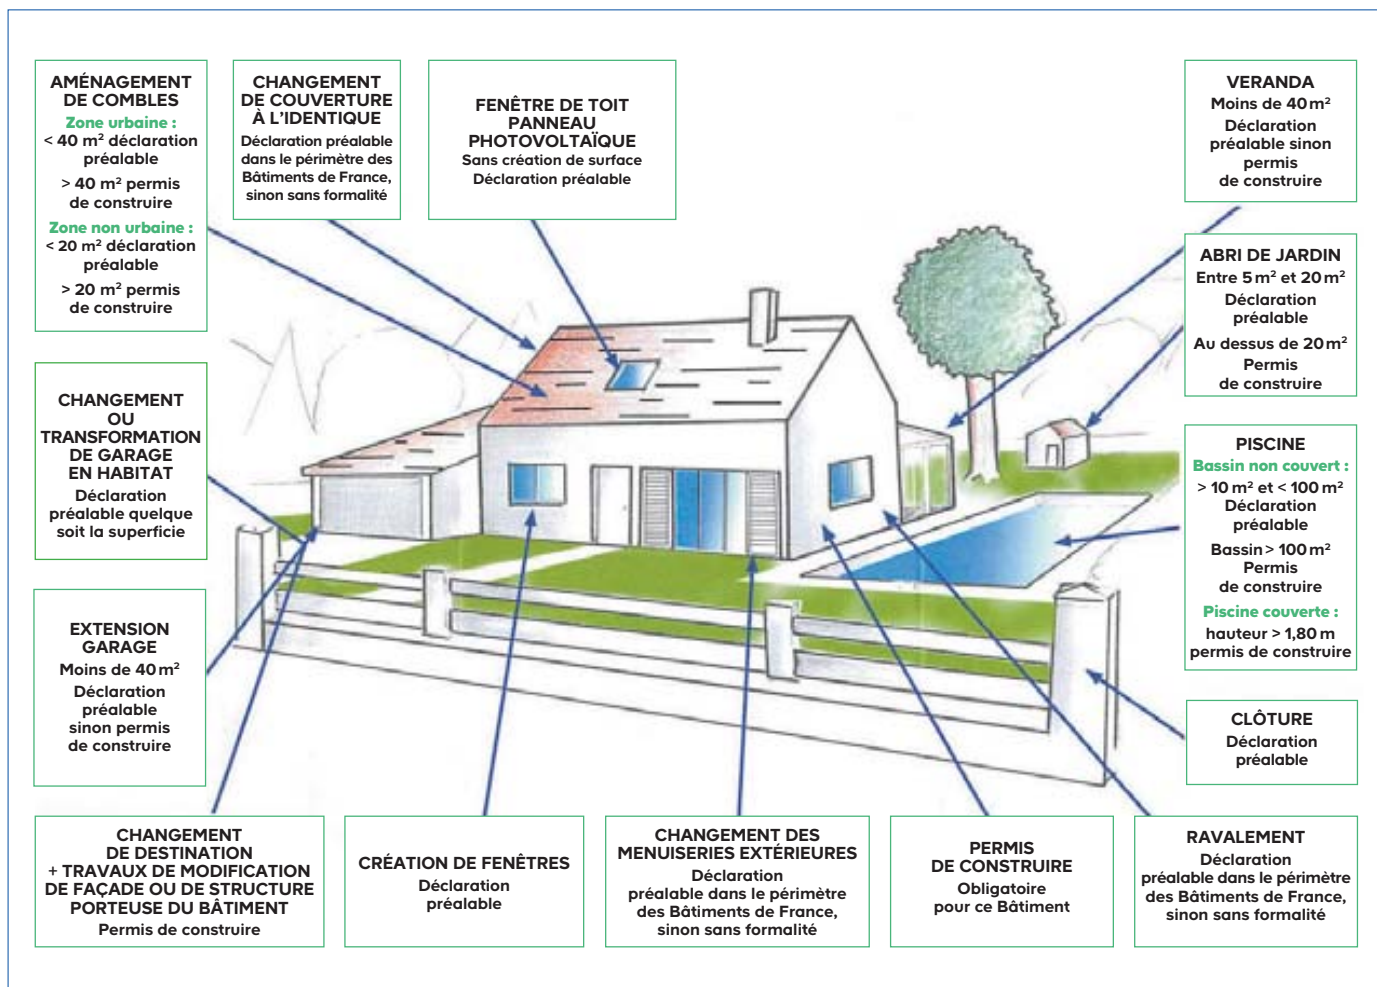 AMÉNAGEMENT
DE COMBLES
Zone urbaine :
< 40 m² déclaration
préalable
> 40 m² permis
de construire
Zone non urbaine :
< 20 m² déclaration
préalable
> 20 m² permis
de construire
CHANGEMENT
DE COUVERTURE
À L'IDENTIQUE
Déclaration préalable
dans le périmètre des
Bâtiments de France,
sinon sans formalité
FENÊTRE DE TOIT
PANNEAU
PHOTOVOLTAÏQUE
Sans création de surface
Déclaration préalable
VERANDA
Moins de 40 m²
Déclaration
préalable sinon
permis
de construire
ABRI DE JARDIN
Entre 5 m² et 20 m²
Déclaration
préalable
Au dessus de 20 m²
Permis
de construire
CHANGEMENT
OU
TRANSFORMATION
DE GARAGE
EN HABITAT
Déclaration
préalable quelque
soit la superficie
PISCINE
Bassin non couvert :
> 10 m² et < 100 m²
Déclaration
préalable
Bassin > 100 m²
Permis
de construire
Piscine couverte :
hauteur > 1,80 m
permis de construire
EXTENSION
GARAGE
Moins de 40 m²
Déclaration
préalable
sinon permis
de construire
CLÔTURE
Déclaration
préalable
CHANGEMENT
DE DESTINATION
+ TRAVAUX DE MODIFICATION
DE FAÇADE OU DE STRUCTURE
PORTEUSE DU BÂTIMENT
Permis de construire
CRÉATION DE FENÊTRES
Déclaration
préalable
CHANGEMENT DES
MENUISERIES EXTÉRIEURES
Déclaration
préalable dans le périmètre
des Bâtiments de France,
sinon sans formalité
PERMIS
DE CONSTRUIRE
Obligatoire
pour ce Bâtiment
RAVALEMENT
Déclaration
préalable dans le périmètre
des Bâtiments de France,
sinon sans formalité